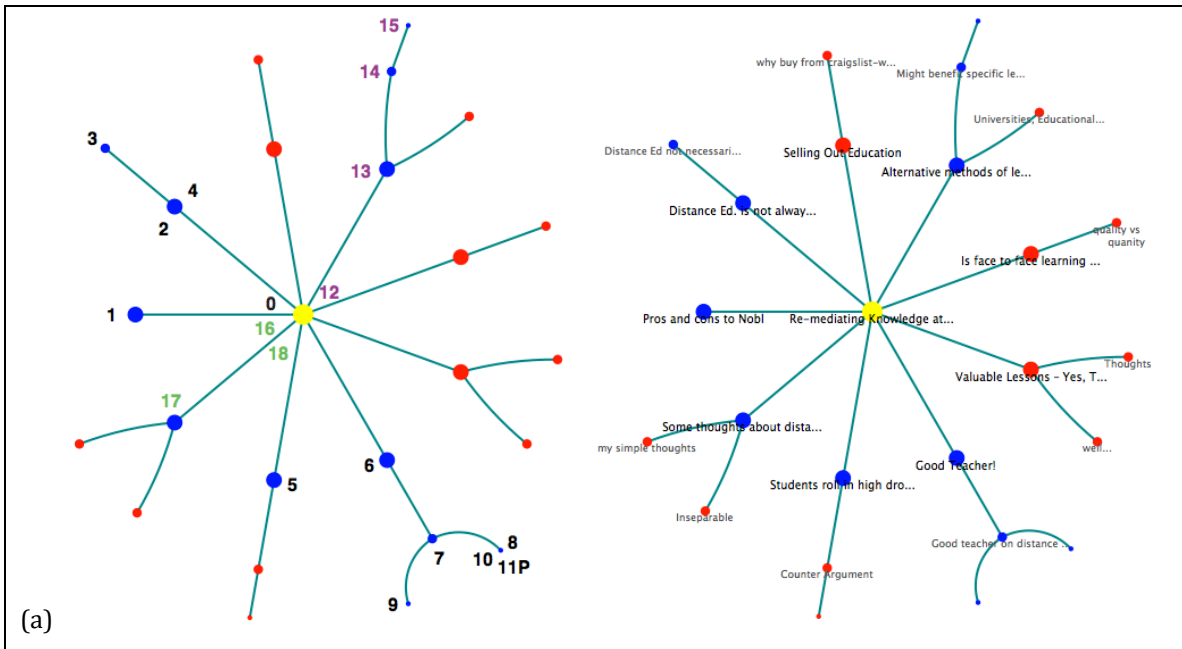 15
14
3
13
4
2
0
12
1
16
18
17
6
5
8
7
10
11P
9
(a)
why buy from craigslist-w...
Might benefit specific le...
Universities, Educational...
Distance Ed not necessari...
Selling Out Education
Alternative methods of le...
Distance Ed. is not alway...
quality vs
quanity
Is face to face learning ...
Pros and cons to Nobl
Re-mediating Knowledge at...
Thoughts
Valuable Lessons - Yes, T...
Some thoughts about dista...
my simple thoughts
well...
Good Teacher!
Students roll in high dro...
Inseparable
Good teacher on distance ...
Counter Argument